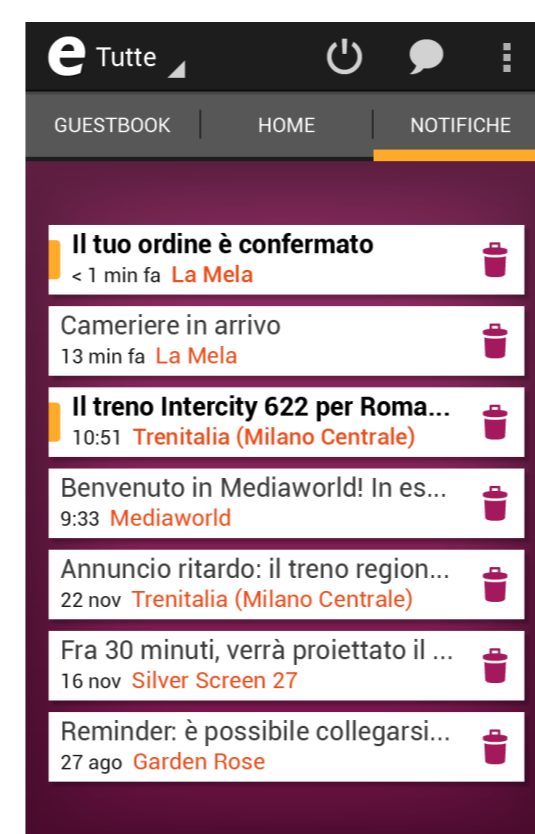 e Tutte
GUESTBOOK HOME NOTIFICHE
Il tuo ordine è confermato
< 1 min fa La Mela
Cameriere in arrivo
13 min fa La Mela
Il treno Intercity 622 per Roma...
10:51 Trenitalia (Milano Centrale)
Benvenuto in Mediaworld! In es...
9:33 Mediaworld
Annuncio ritardo: il treno region...
22 nov Trenitalia (Milano Centrale)
Fra 30 minuti, verrà proiettato il ...
16 nov Silver Screen 27
Reminder: è possibile collegarsi...
27 ago Garden Rose